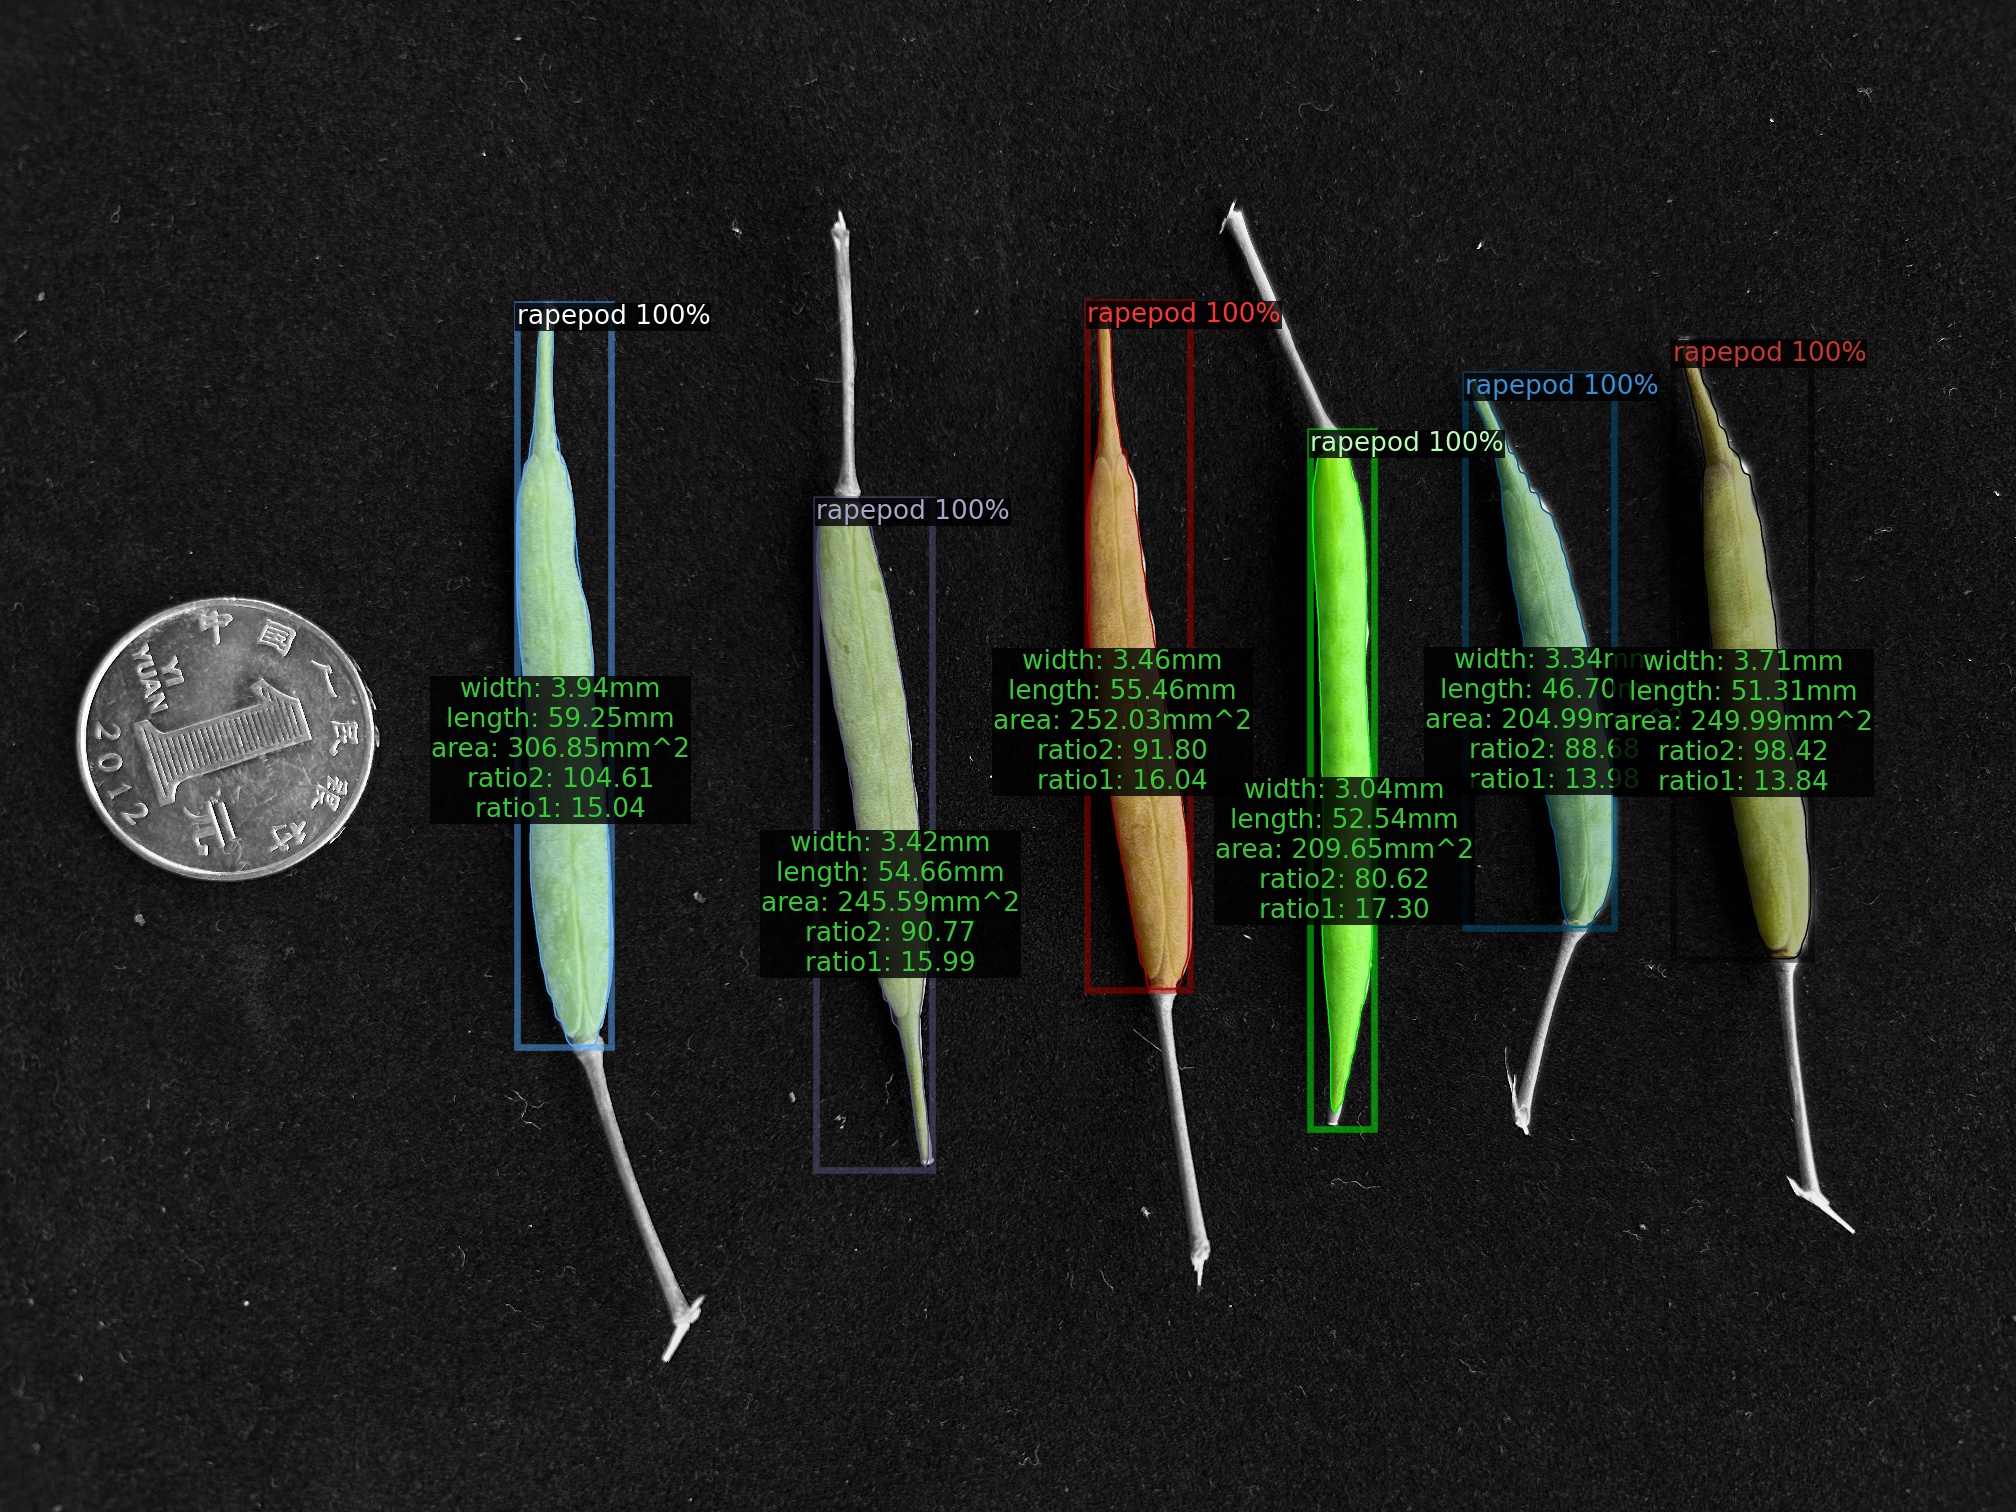 中国人民银行
YI
YUAN
1
元
2012
rapepod 100%
width: 3.94mm
length: 59.25mm
area: 306.85mm^2
ratio2: 104.61
ratio1: 15.04
rapepod 100%
width: 3.42mm
length: 54.66mm
area: 245.59mm^2
ratio2: 90.77
ratio1: 15.99
rapepod 100%
width: 3.46mm
length: 55.46mm
area: 252.03mm^2
ratio2: 91.80
ratio1: 16.04
rapepod 100%
width: 3.04mm
length: 52.54mm
area: 209.65mm^2
ratio2: 80.62
ratio1: 17.30
rapepod 100%
width: 3.34mm
length: 46.70
area: 204.99m
ratio2: 88.68
ratio1: 13.98
rapepod 100%
width: 3.71mm
length: 51.31mm
area: 249.99mm^2
ratio2: 98.42
ratio1: 13.84